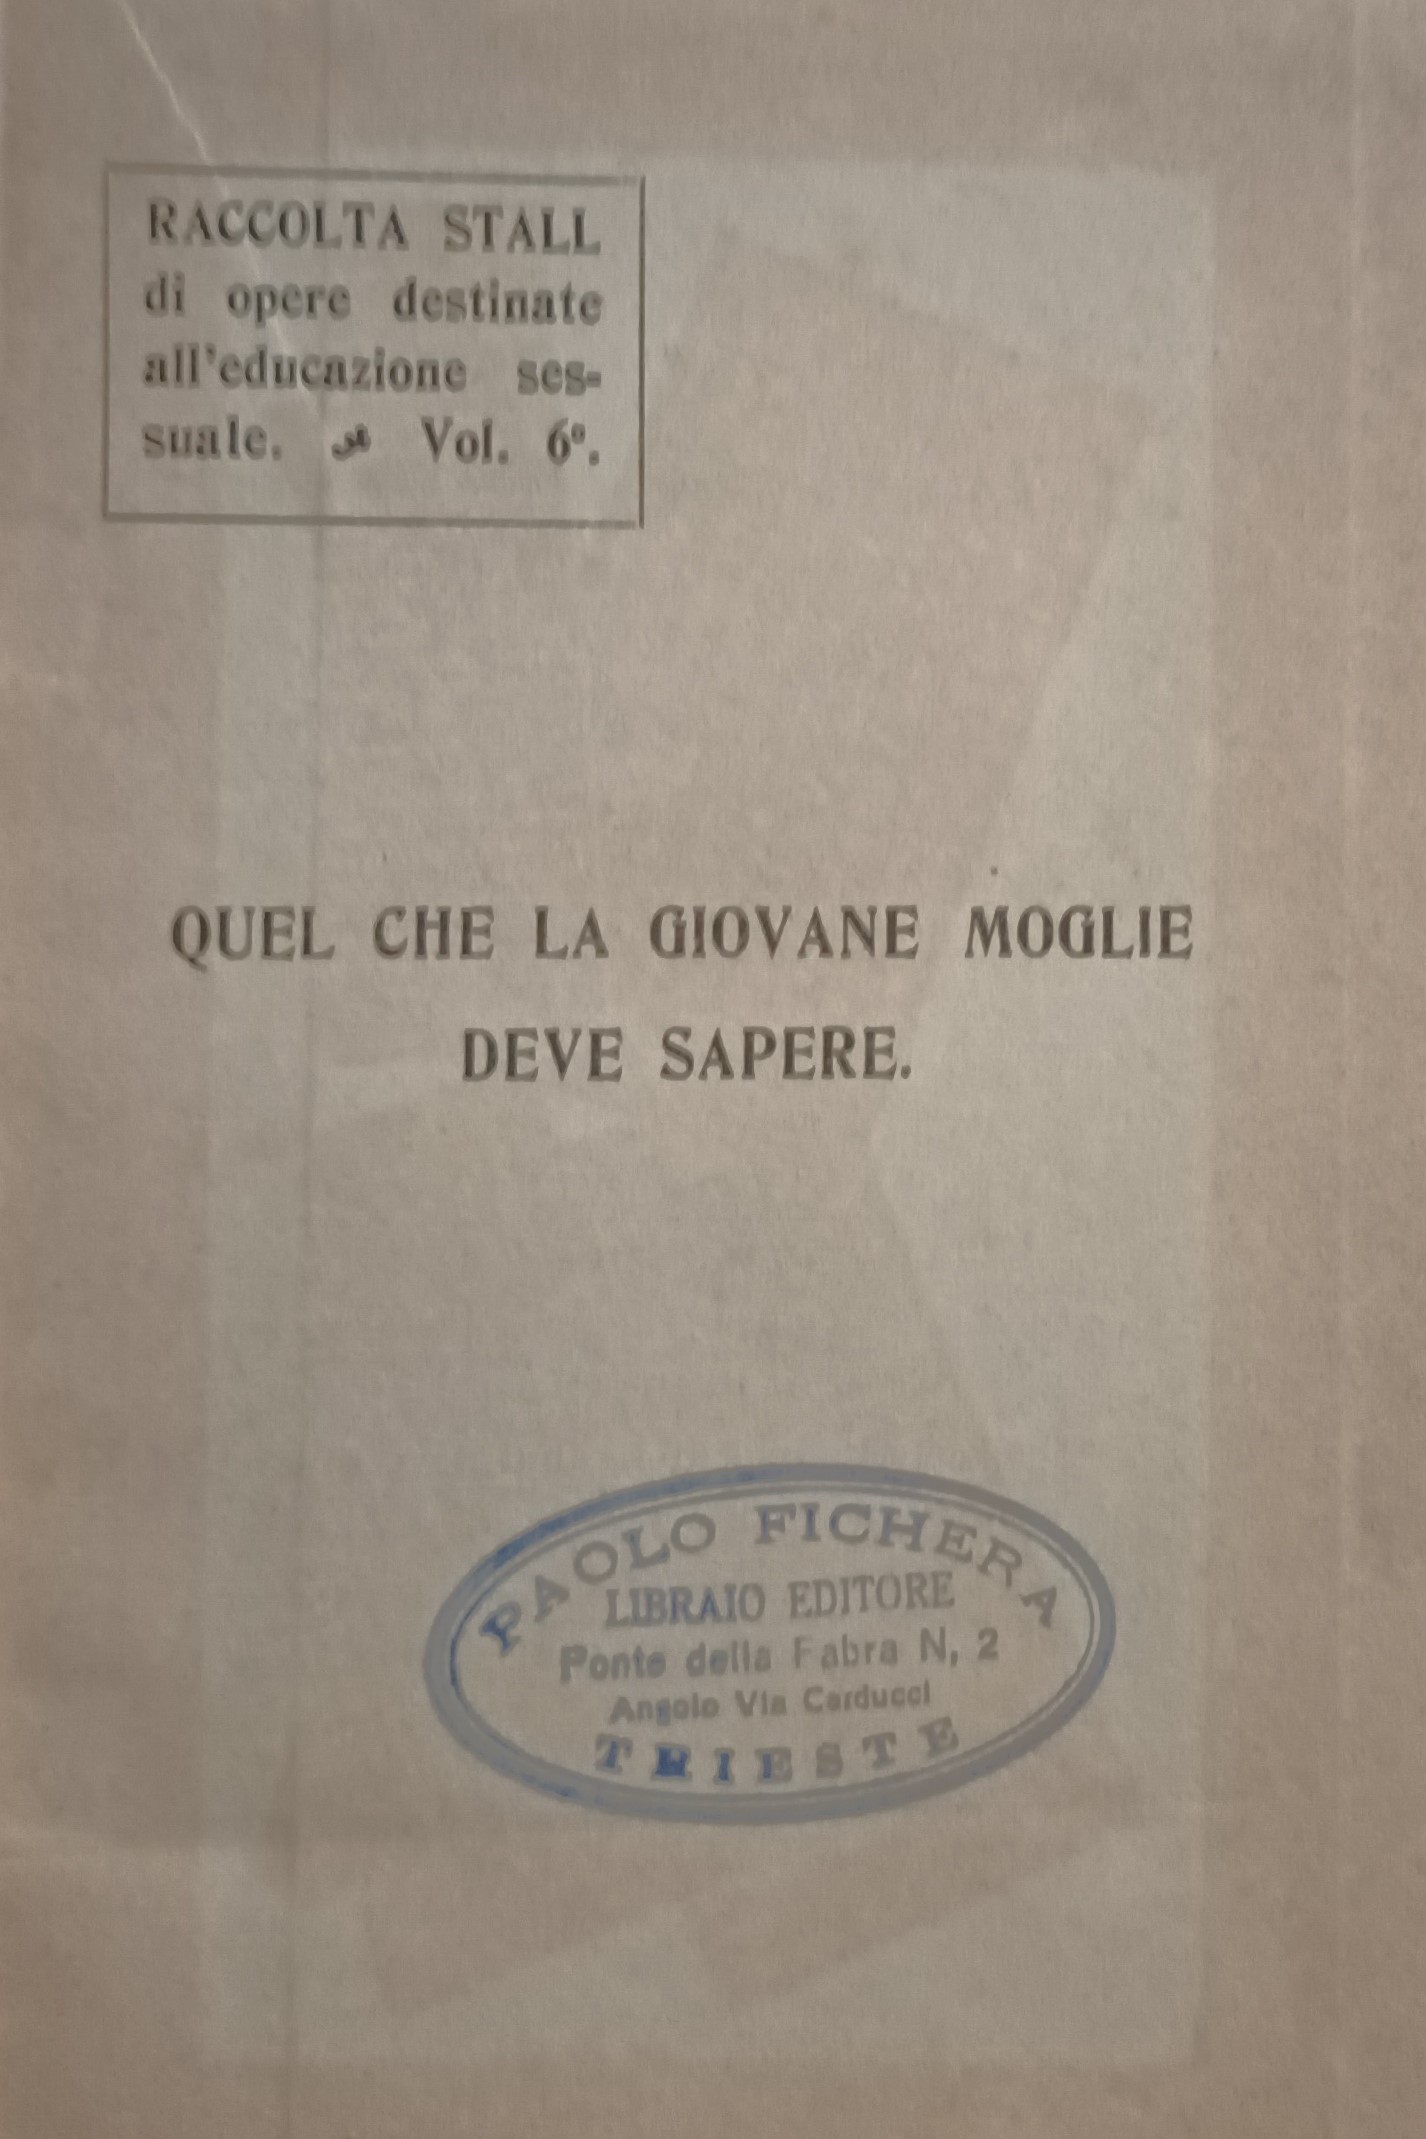 RACCOLTA STALL
di opere destinate
all'educazione ses-
suale. Vol. 6º.
QUEL CHE LA GIOVANE MOGLIE
DEVE SAPERE.
PAOLO FICHERA
LIBRAIO EDITORE
Ponte della Fabra N, 2
Angolo Via Carducci
TRIESTE